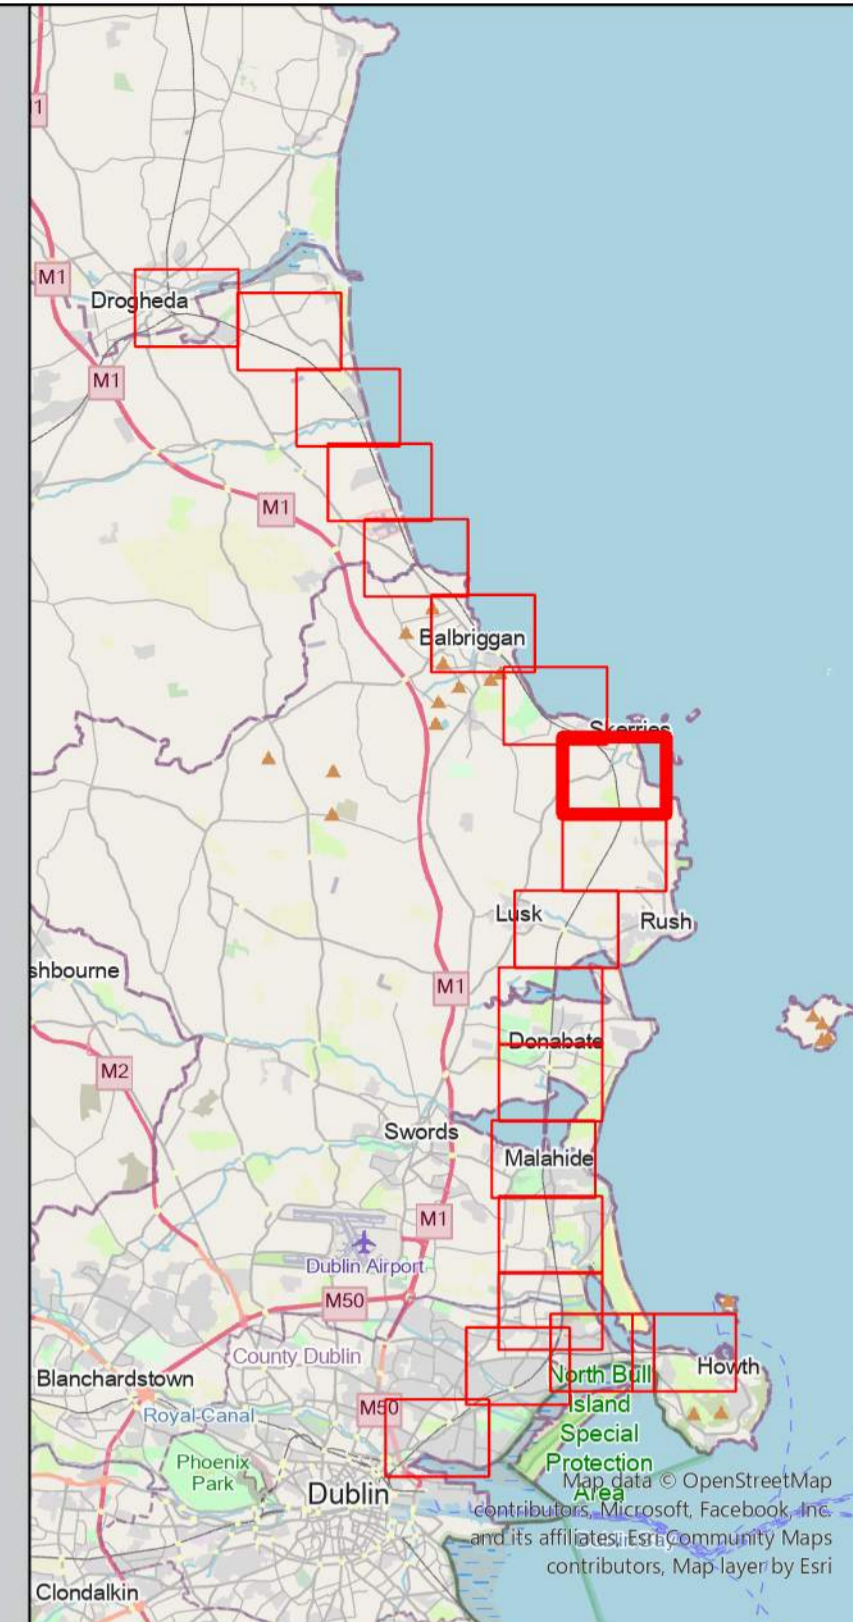 1
M1
Drogheda
M1
M1
Balbriggan
Skerries
Lusk
Rush
shbourne
M1
Donabate
M2
Swords
Malahide
M1
Dublin Airport
M50
County Dublin
Howth
Blanchardstown
North Bull
Island
Special
Protection
Area
M50
Royal Canal
Phoenix
Park
Dublin
Map data © OpenStreetMap
contributors, Microsoft, Facebook, Inc.
and its affiliates, Esri Community Maps
contributors, Map layer by Esri
Clondalkin